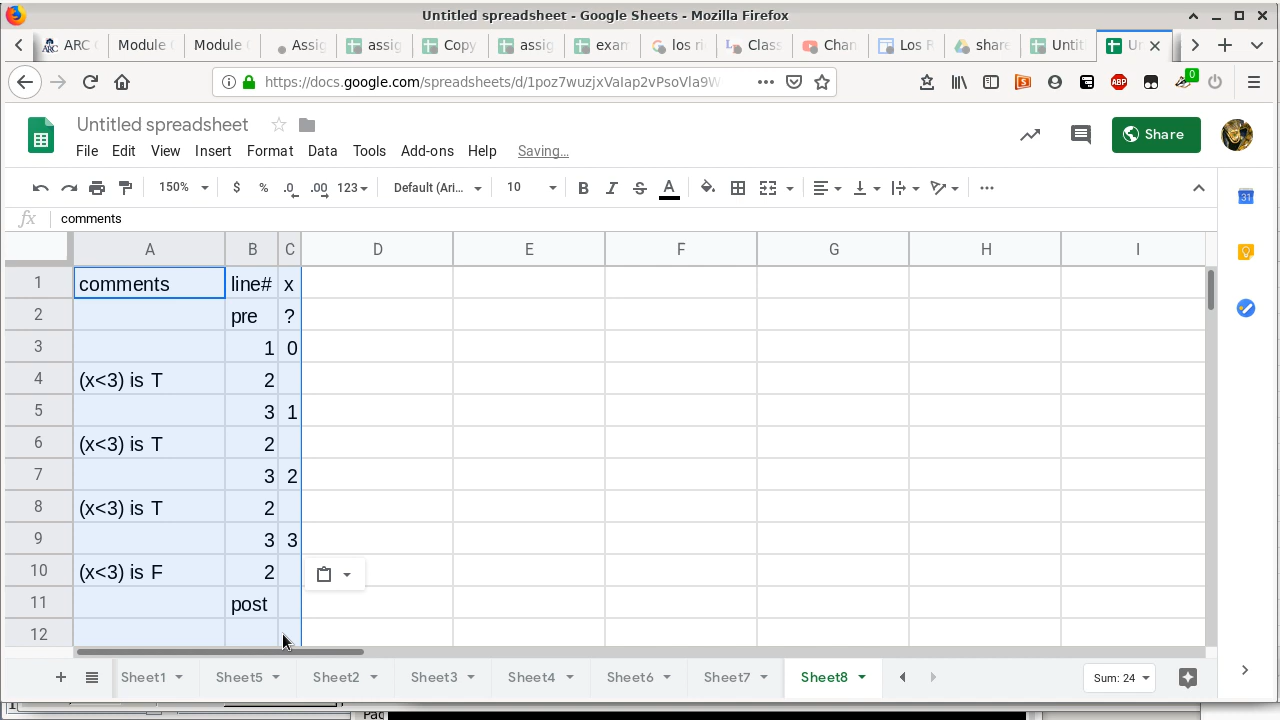 Untitled spreadsheet - Google Sheets - Mozilla Firefox
ARC Module Module Assig assig Copy assig exam los ri Class Chan Los R share Untit Un
https://docs.google.com/spreadsheets/d/1poz7wuzjxVaIap2vPsoVla9W
ABP 0
Untitled spreadsheet
Share
File Edit View Insert Format Data Tools Add-ons Help Saving...
150% $ % .0 .00 123 Default (Ari... 10 B I S A
31
fx comments
A B C D E F G H I
1 comments line# x
2 pre ?
3 1 0
4 (x<3) is T 2
5 3 1
6 (x<3) is T 2
7 3 2
8 (x<3) is T 2
9 3 3
10 (x<3) is F 2
11 post
12
Sheet1 Sheet5 Sheet2 Sheet3 Sheet4 Sheet6 Sheet7 Sheet8 Sum: 24